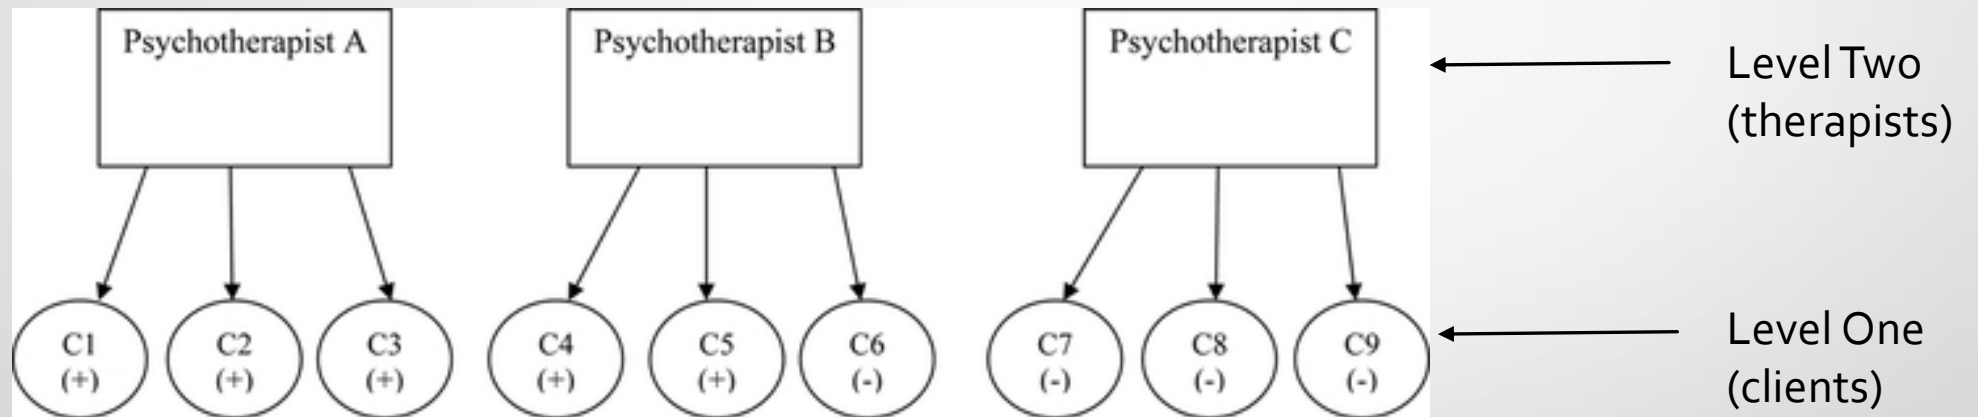 Psychotherapist A
Psychotherapist B
Psychotherapist C
Level Two
(therapists)
C1
(+)
C2
(+)
C3
(+)
C4
(+)
C5
(+)
C6
(-)
C7
(-)
C8
(-)
C9
(-)
Level One
(clients)